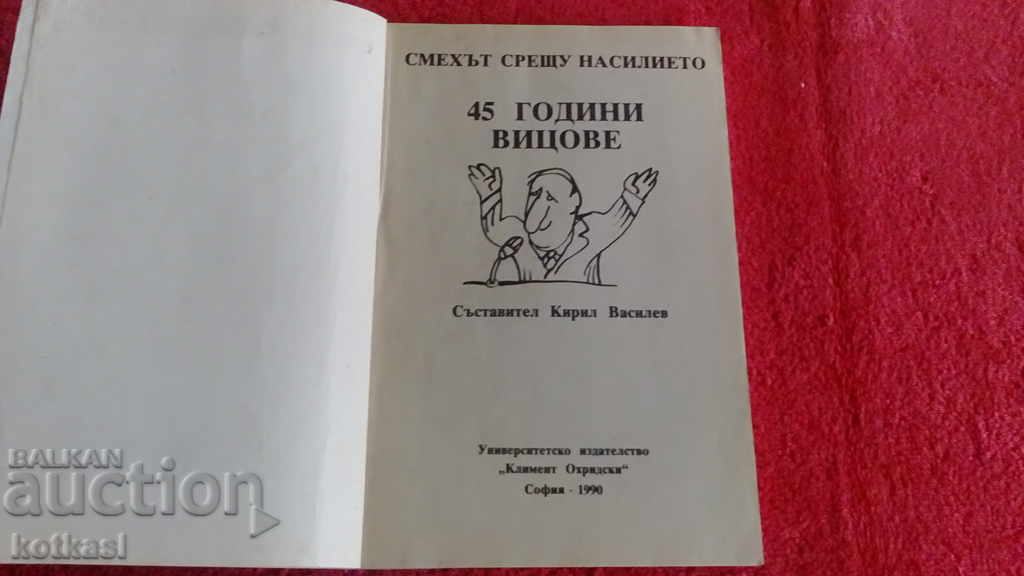 СМЕХЪТ СРЕЩУ НАСИЛИЕТО
45 ГОДИНИ
ВИЦОВЕ
Съставител Кирил Василев
Университетско издателство
„Климент Охридски“
София - 1990
BALKAN
auction
kotkasl